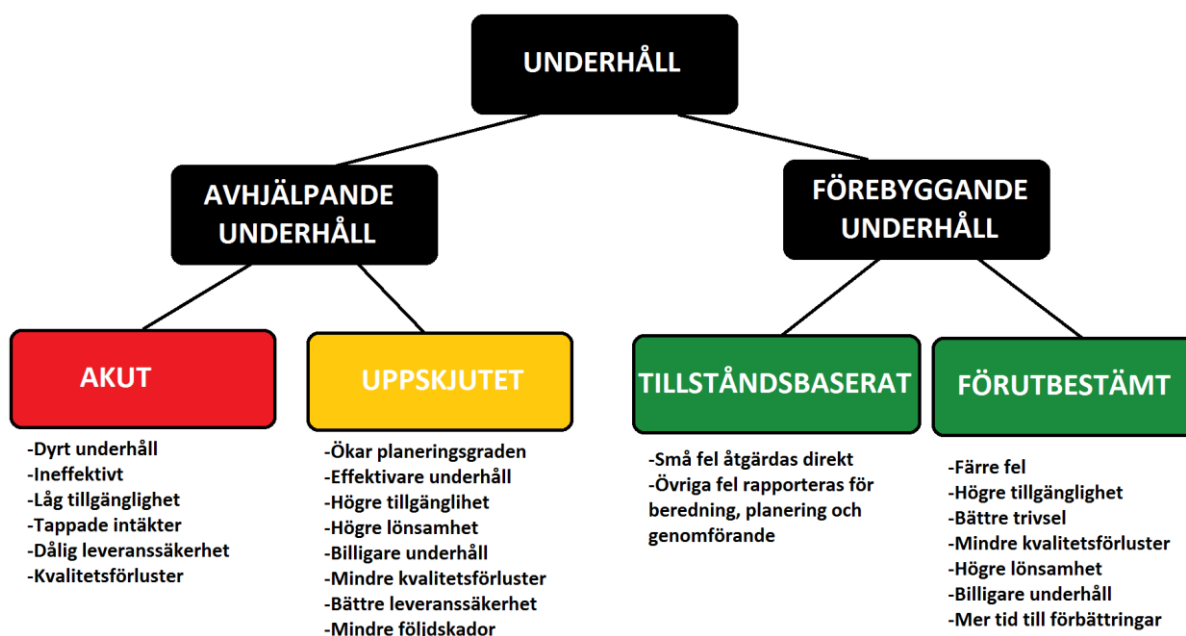 UNDERHÅLL
AVHJÄLPANDE
UNDERHÅLL
FÖREBYGGANDE
UNDERHÅLL
AKUT
-Dyrt underhåll
-Ineffektivt
-Låg tillgänglighet
-Tappade intäkter
-Dålig leveranssäkerhet
-Kvalitetsförluster
UPPSKJUTET
-Ökar planeringsgraden
-Effektivare underhåll
-Högre tillgänglihet
-Högre lönsamhet
-Billigare underhåll
-Mindre kvalitetsförluster
-Bättre leveranssäkerhet
-Mindre följdskador
TILLSTÅNDSBASERAT
-Små fel åtgärdas direkt
-Övriga fel rapporteras för
beredning, planering och
genomförande
FÖRUTBESTÄMT
-Färre fel
-Högre tillgänglighet
-Bättre trivsel
-Mindre kvalitetsförluster
-Högre lönsamhet
-Billigare underhåll
-Mer tid till förbättringar